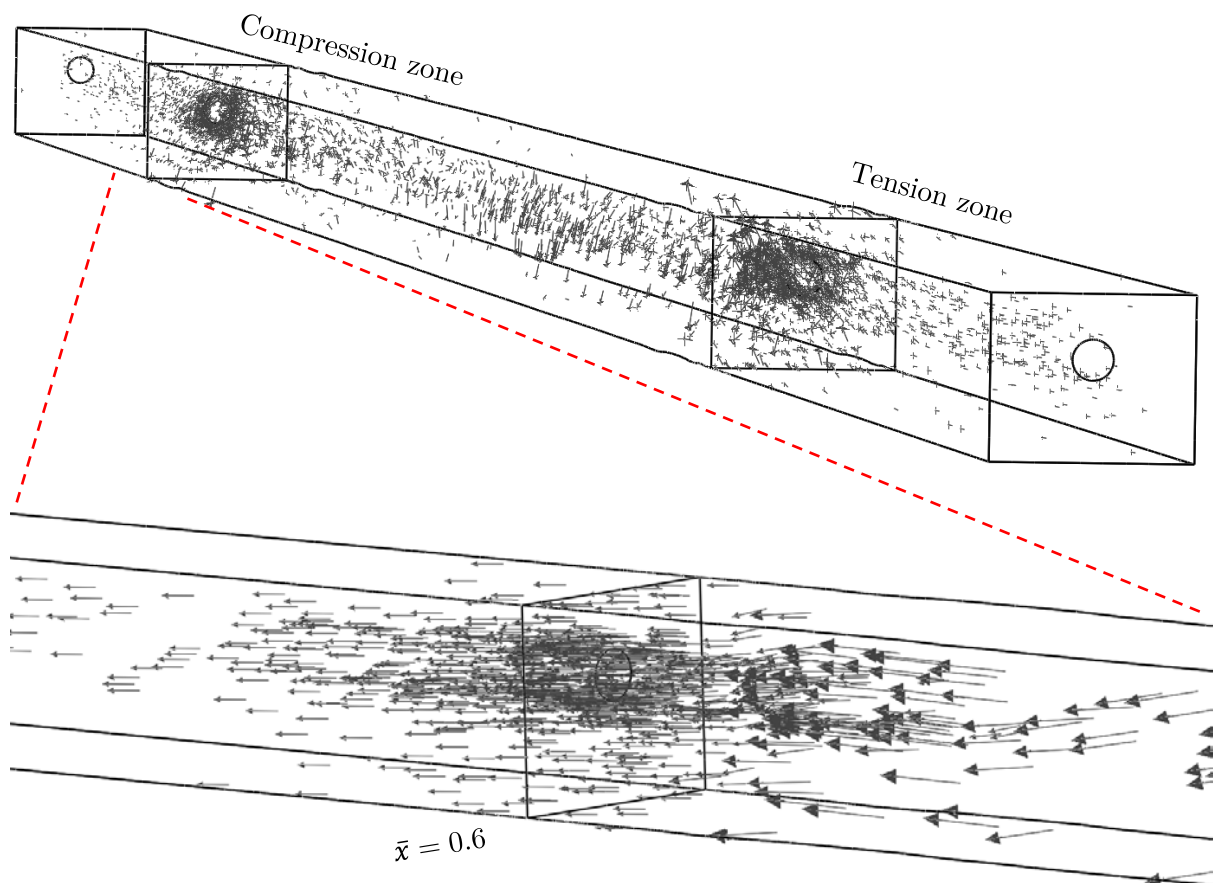 Compression zone
Tension zone
x̄ = 0.6